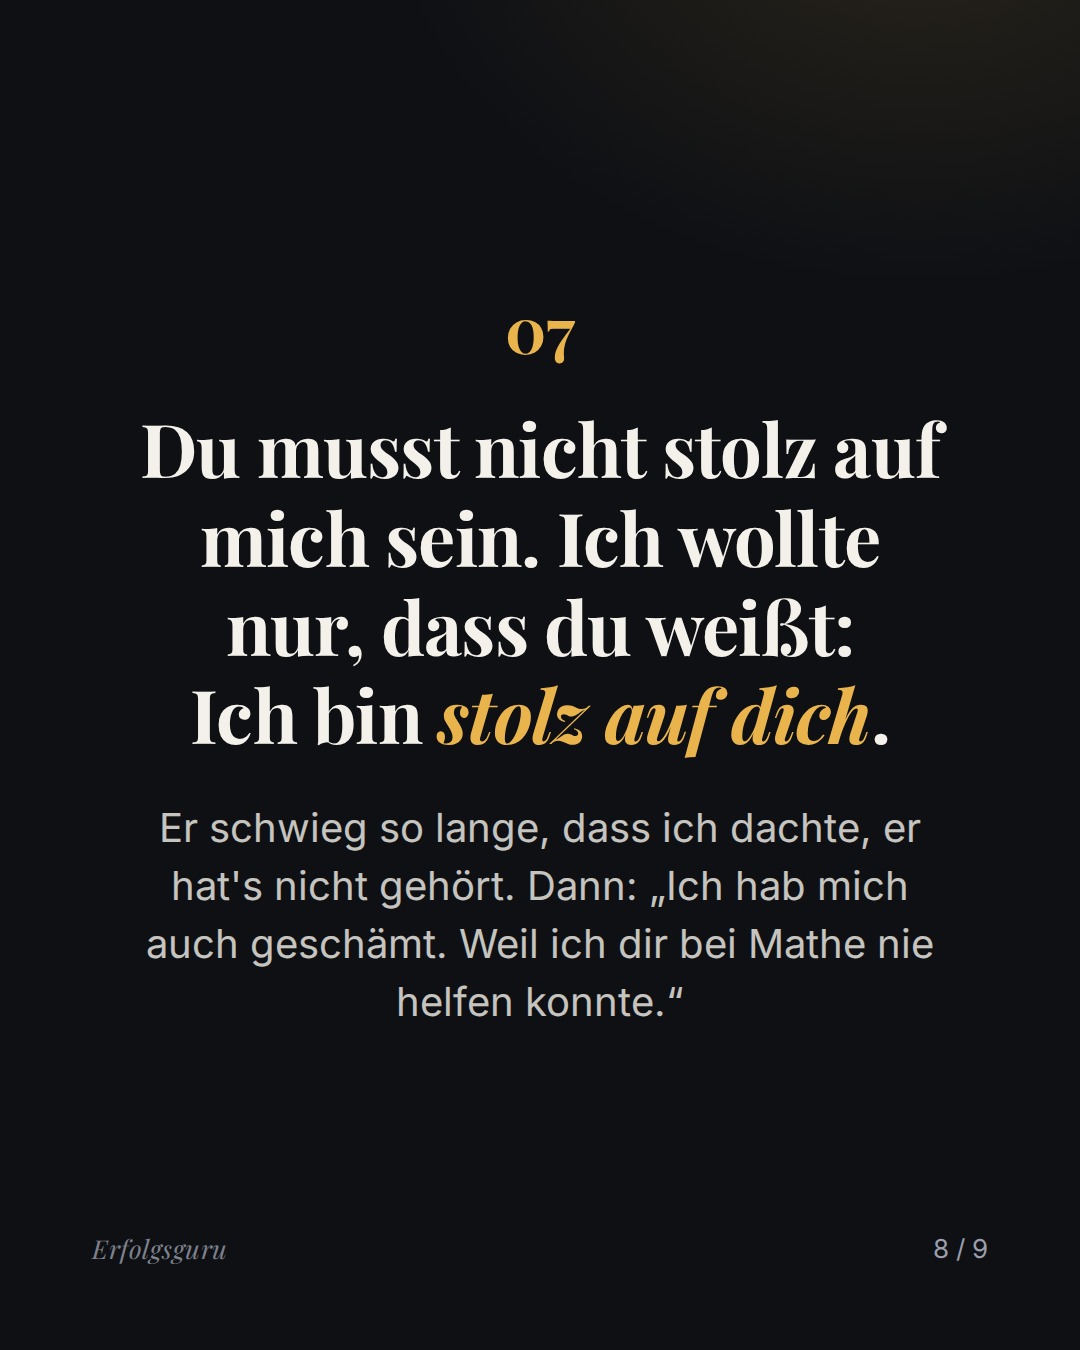 07
Du musst nicht stolz auf
mich sein. Ich wollte
nur, dass du weißt:
Ich bin stolz auf dich.
Er schwieg so lange, dass ich dachte, er
hat's nicht gehört. Dann: „Ich hab mich
auch geschämt. Weil ich dir bei Mathe nie
helfen konnte.“
Erfolgsguru
8 / 9